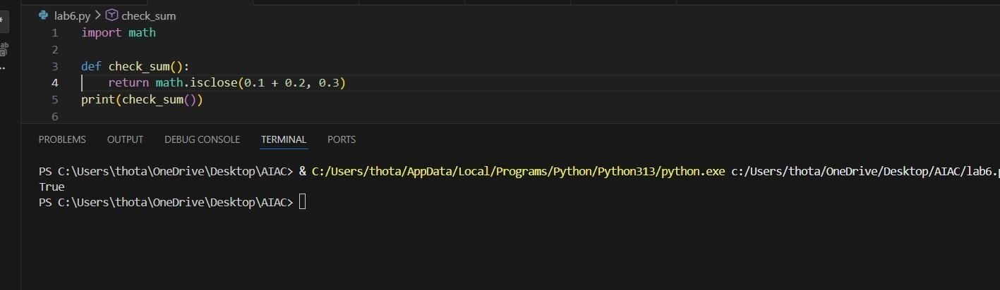 lab6.py > check_sum
1 import math
2
3 def check_sum():
4     return math.isclose(0.1 + 0.2, 0.3)
5 print(check_sum())
6
PROBLEMS OUTPUT DEBUG CONSOLE TERMINAL PORTS
PS C:\Users\thota\OneDrive\Desktop\AIAC> & C:/Users/thota/AppData/Local/Programs/Python/Python313/python.exe c:/Users/thota/OneDrive/Desktop/AIAC/lab6.p
True
PS C:\Users\thota\OneDrive\Desktop\AIAC>